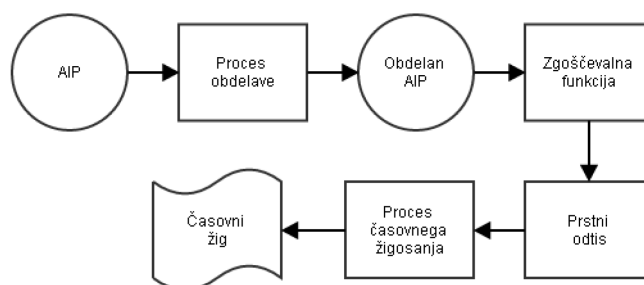 AIP
Proces
obdelave
Obdelan
AIP
Zgoščevalna
funkcija
Prstni
odtis
Proces
časovnega
žigosanja
Časovni
žig